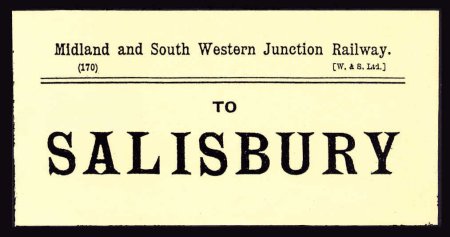 Midland and South Western Junction Railway.
(170) [W. & S. Ltd.]
TO
SALISBURY